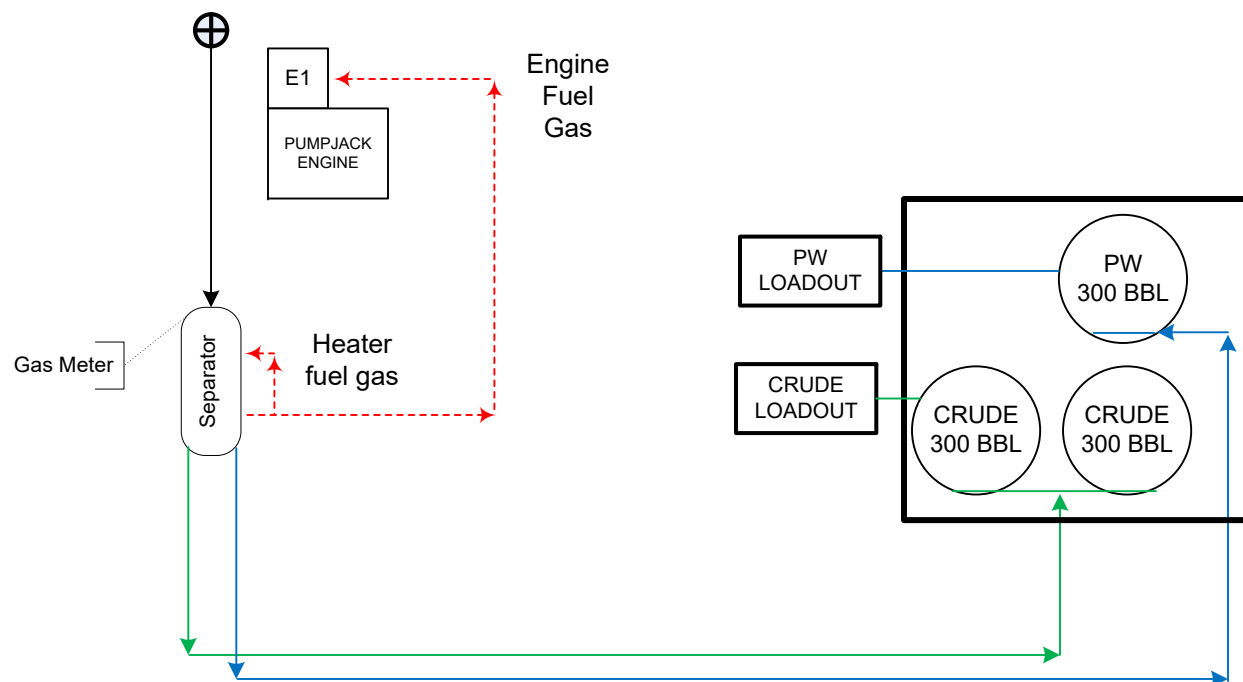 E1
PUMPJACK
ENGINE
Engine
Fuel
Gas
Gas Meter
Separator
Heater
fuel gas
PW
LOADOUT
PW
300 BBL
CRUDE
LOADOUT
CRUDE
300 BBL
CRUDE
300 BBL